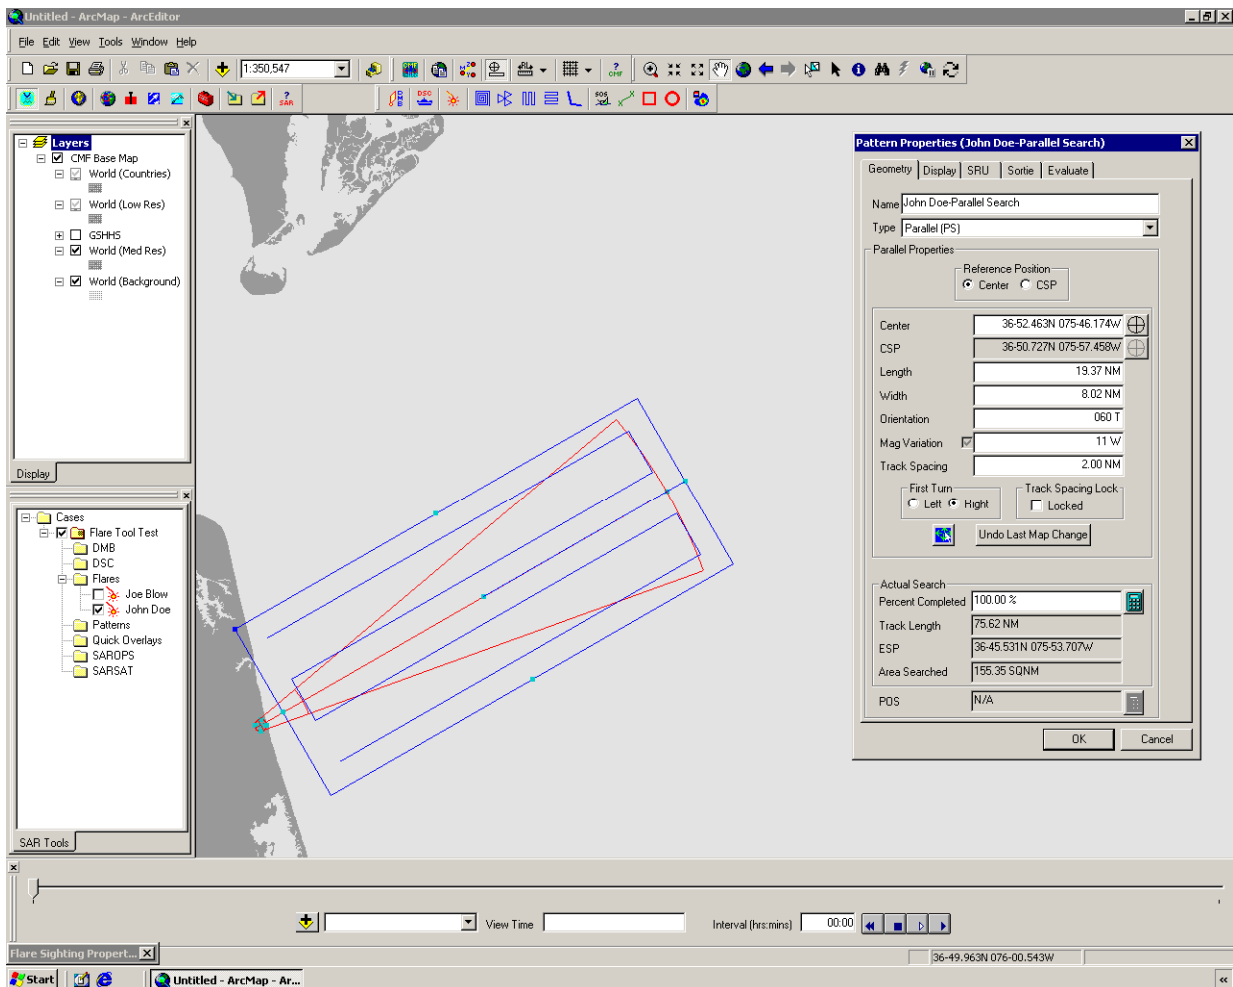 Untitled - ArcMap - ArcEditor
File Edit View Tools Window Help
1:350,547
? CMF
? SAR
DMB
DSC
SOS
Layers
CMF Base Map
World (Countries)
World (Low Res)
GSHHS
World (Med Res)
World (Background)
Display
Cases
Flare Tool Test
DMB
DSC
Flares
Joe Blow
John Doe
Patterns
Quick Overlays
SAROPS
SARSAT
SAR Tools
Pattern Properties (John Doe-Parallel Search)
Geometry Display SRU Sortie Evaluate
Name John Doe-Parallel Search
Type Parallel (PS)
Parallel Properties
Reference Position
Center CSP
Center 36-52.463N 075-46.174W
CSP 36-50.727N 075-57.458W
Length 19.37 NM
Width 8.02 NM
Orientation 060 T
Mag Variation 11 W
Track Spacing 2.00 NM
First Turn Track Spacing Lock
Left Right Locked
Undo Last Map Change
Actual Search
Percent Completed 100.00 %
Track Length 75.62 NM
ESP 36-45.531N 075-53.707W
Area Searched 155.35 SQNM
POS N/A
OK Cancel
View Time Interval (hrs:mins) 00:00
Flare Sighting Propert...
36-49.963N 076-00.543W
Start Untitled - ArcMap - Ar...